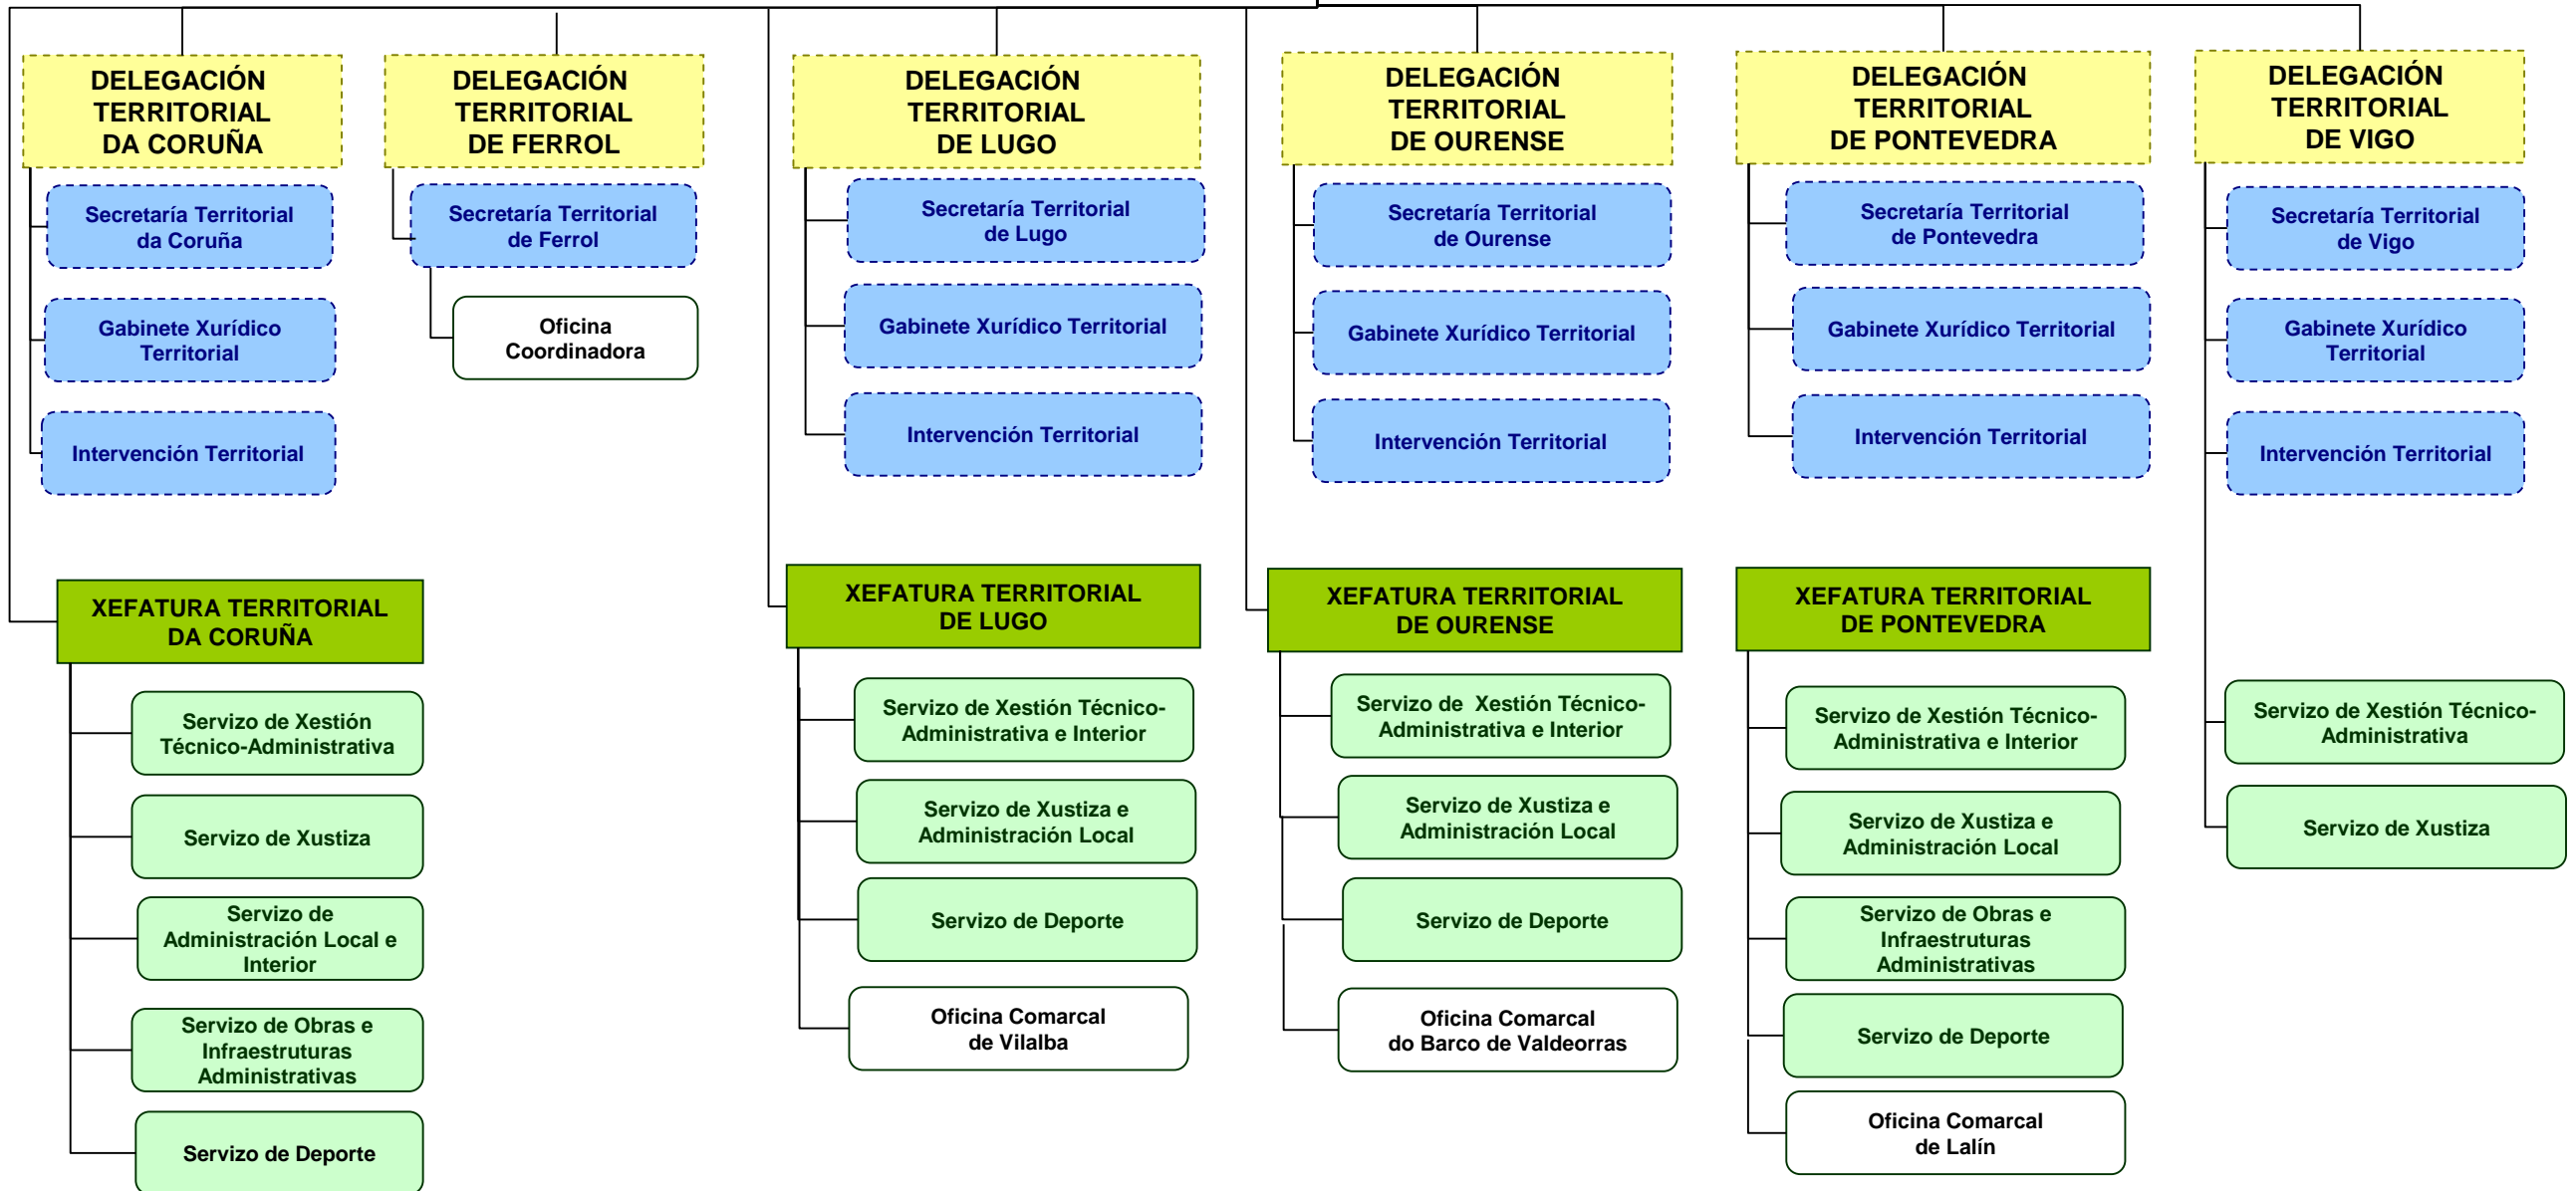 DELEGACIÓN
TERRITORIAL
DA CORUÑA
Secretaría Territorial
da Coruña
Gabinete Xurídico
Territorial
Intervención Territorial
DELEGACIÓN
TERRITORIAL
DE FERROL
Secretaría Territorial
de Ferrol
Oficina
Coordinadora
DELEGACIÓN
TERRITORIAL
DE LUGO
Secretaría Territorial
de Lugo
Gabinete Xurídico Territorial
Intervención Territorial
DELEGACIÓN
TERRITORIAL
DE OURENSE
Secretaría Territorial
de Ourense
Gabinete Xurídico Territorial
Intervención Territorial
DELEGACIÓN
TERRITORIAL
DE PONTEVEDRA
Secretaría Territorial
de Pontevedra
Gabinete Xurídico Territorial
Intervención Territorial
DELEGACIÓN
TERRITORIAL
DE VIGO
Secretaría Territorial
de Vigo
Gabinete Xurídico
Territorial
Intervención Territorial
XEFATURA TERRITORIAL
DA CORUÑA
Servizo de Xestión
Técnico-Administrativa
Servizo de Xustiza
Servizo de
Administración Local e
Interior
Servizo de Obras e
Infraestruturas
Administrativas
Servizo de Deporte
XEFATURA TERRITORIAL
DE LUGO
Servizo de Xestión Técnico-
Administrativa e Interior
Servizo de Xustiza e
Administración Local
Servizo de Deporte
Oficina Comarcal
de Vilalba
XEFATURA TERRITORIAL
DE OURENSE
Servizo de Xestión Técnico-
Administrativa e Interior
Servizo de Xustiza e
Administración Local
Servizo de Deporte
Oficina Comarcal
do Barco de Valdeorras
XEFATURA TERRITORIAL
DE PONTEVEDRA
Servizo de Xestión Técnico-
Administrativa e Interior
Servizo de Xustiza e
Administración Local
Servizo de Obras e
Infraestruturas
Administrativas
Servizo de Deporte
Oficina Comarcal
de Lalín
Servizo de Xestión Técnico-
Administrativa
Servizo de Xustiza